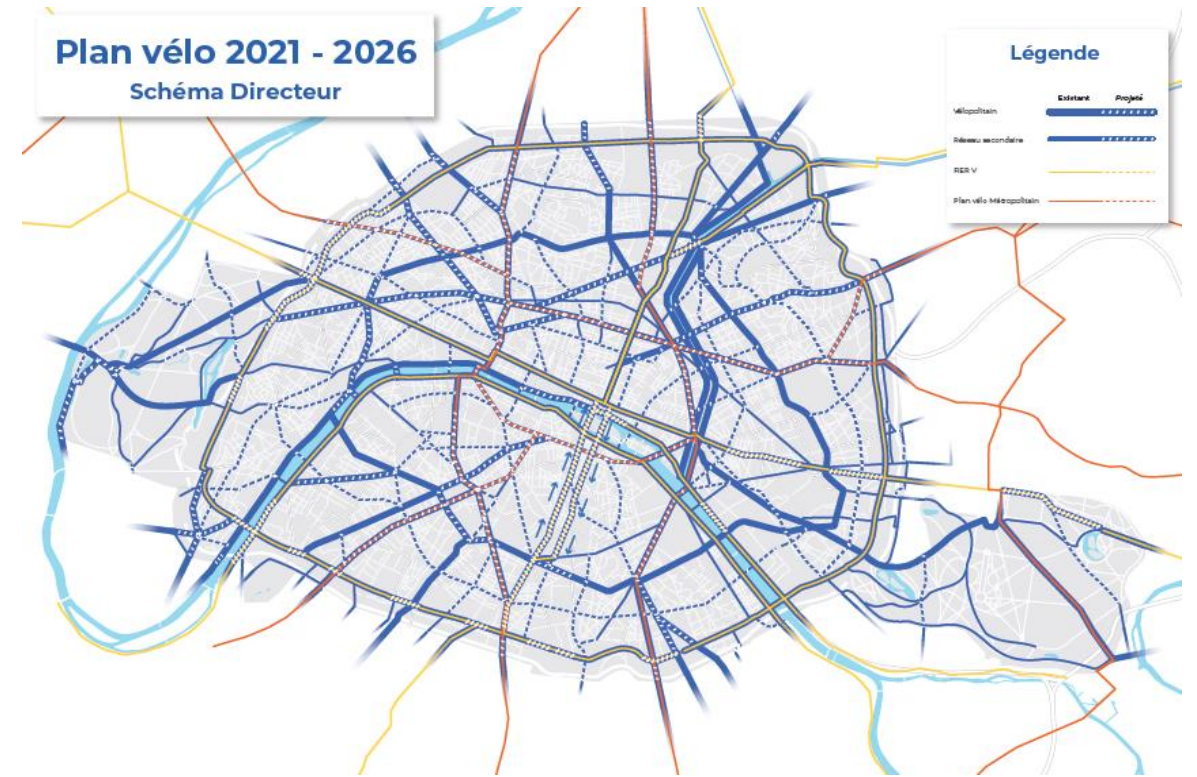 Plan vélo 2021 - 2026
Schéma Directeur
Légende
Existant Projeté
Vélopolitain
Réseau secondaire
RER V
Plan vélo Métropolitain